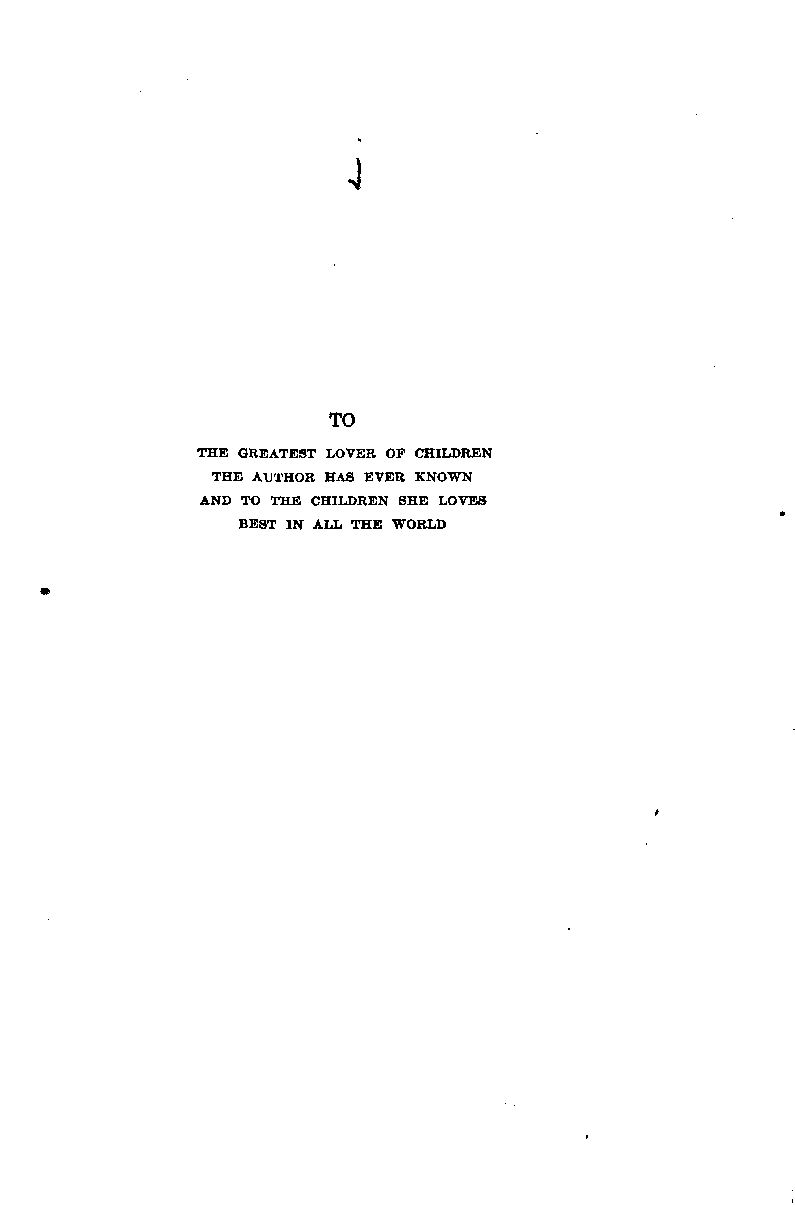 TO
THE GREATEST LOVER OF CHILDREN
THE AUTHOR HAS EVER KNOWN
AND TO THE CHILDREN SHE LOVES
BEST IN ALL THE WORLD